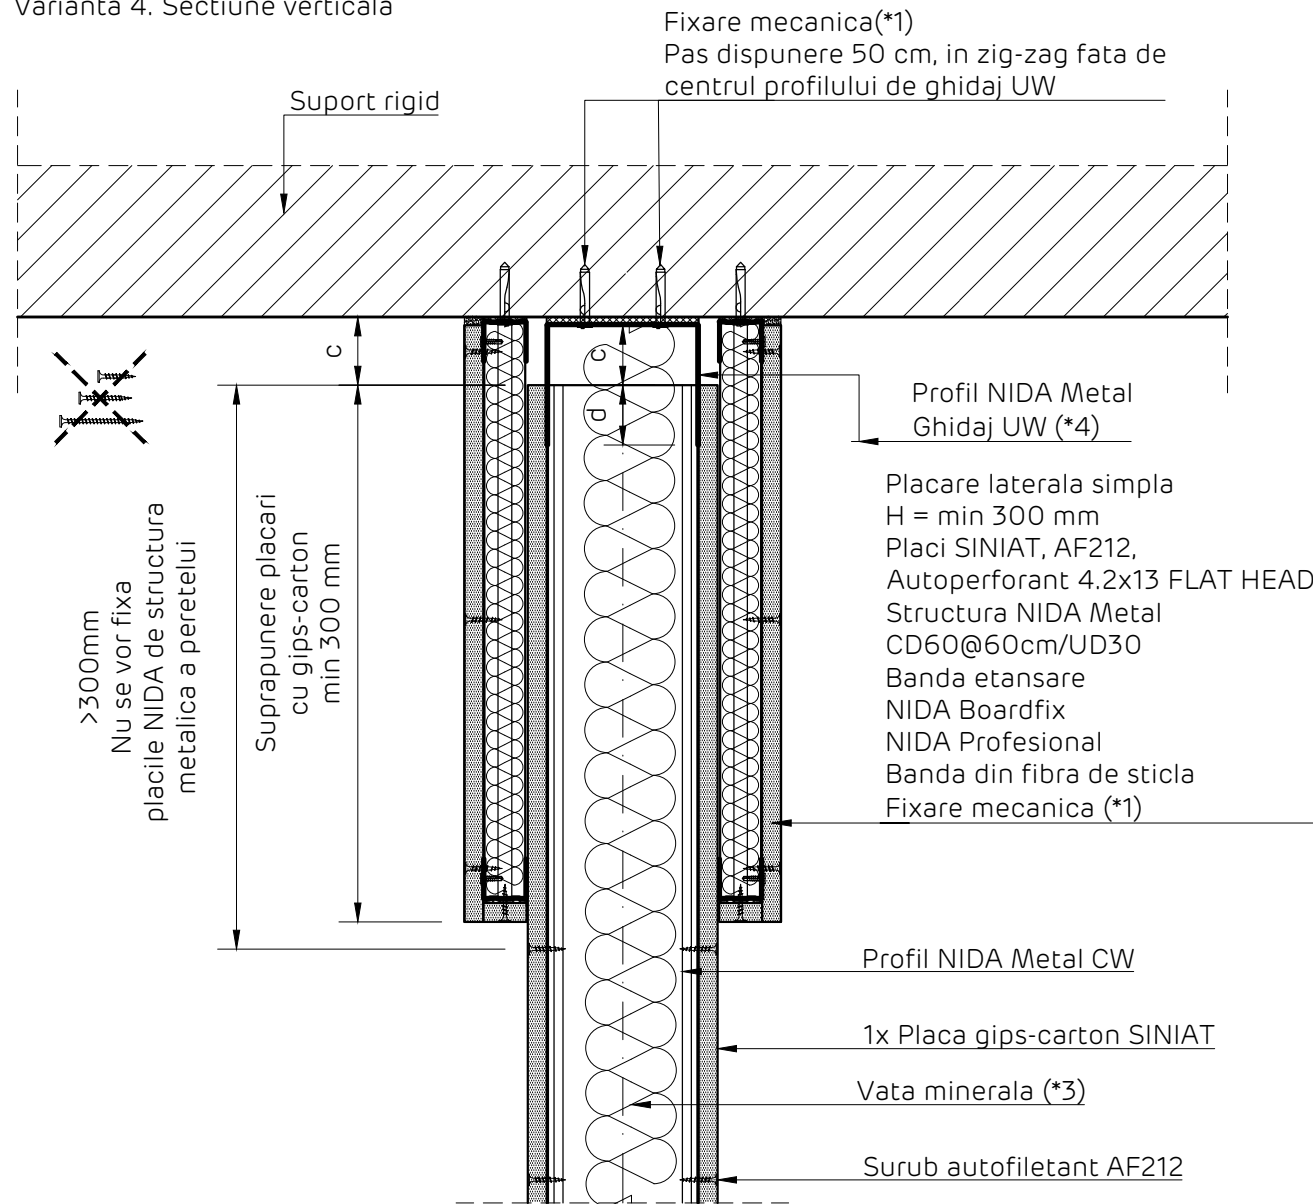 Varianta 4. Sectiune verticala
Fixare mecanica(*1)
Pas dispunere 50 cm, in zig-zag fata de
centrul profilului de ghidaj UW
Suport rigid
c
c
d
Profil NIDA Metal
Ghidaj UW (*4)
Placare laterala simpla
H = min 300 mm
Placi SINIAT, AF212,
Autoperforant 4.2x13 FLAT HEAD
Structura NIDA Metal
CD60@60cm/UD30
Banda etansare
NIDA Boardfix
NIDA Profesional
Banda din fibra de sticla
Fixare mecanica (*1)
>300mm
Nu se vor fixa
placile NIDA de structura
metalica a peretelui
Suprapunere placari
cu gips-carton
min 300 mm
Profil NIDA Metal CW
1x Placa gips-carton SINIAT
Vata minerala (*3)
Surub autofiletant AF212